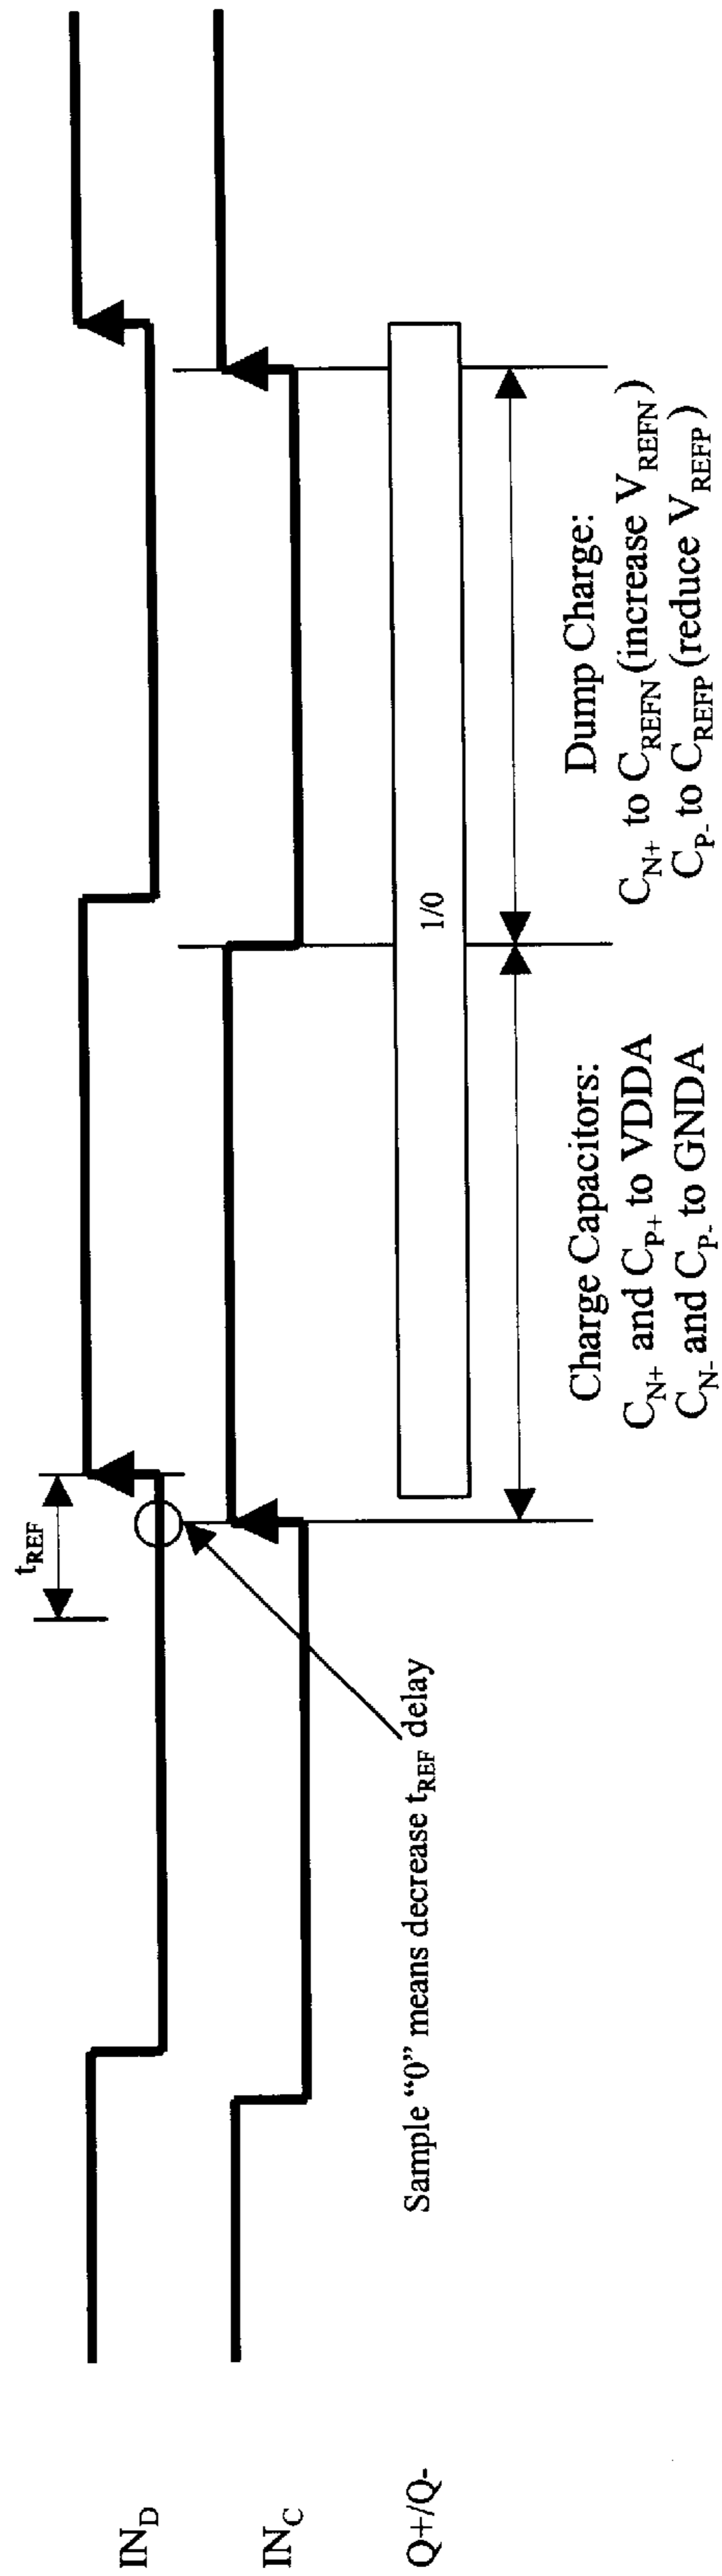 t_REF
IN_D
IN_C
Sample “0” means decrease t_REF delay
Q+/Q-
1/0
Charge Capacitors:
C_N+ and C_P+ to VDDA
C_N- and C_P- to GNDA
Dump Charge:
C_N+ to C_REFN (increase V_REFN)
C_P- to C_REFP (reduce V_REFP)